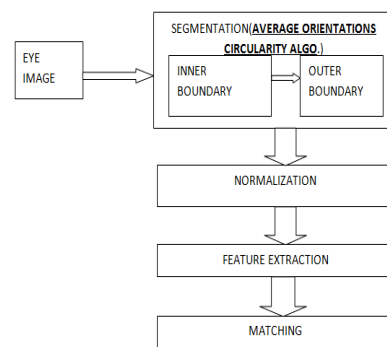 SEGMENTATION(AVERAGE ORIENTATIONS
CIRCULARITY ALGO.)
EYE
IMAGE
INNER
BOUNDARY
OUTER
BOUNDARY
NORMALIZATION
FEATURE EXTRACTION
MATCHING